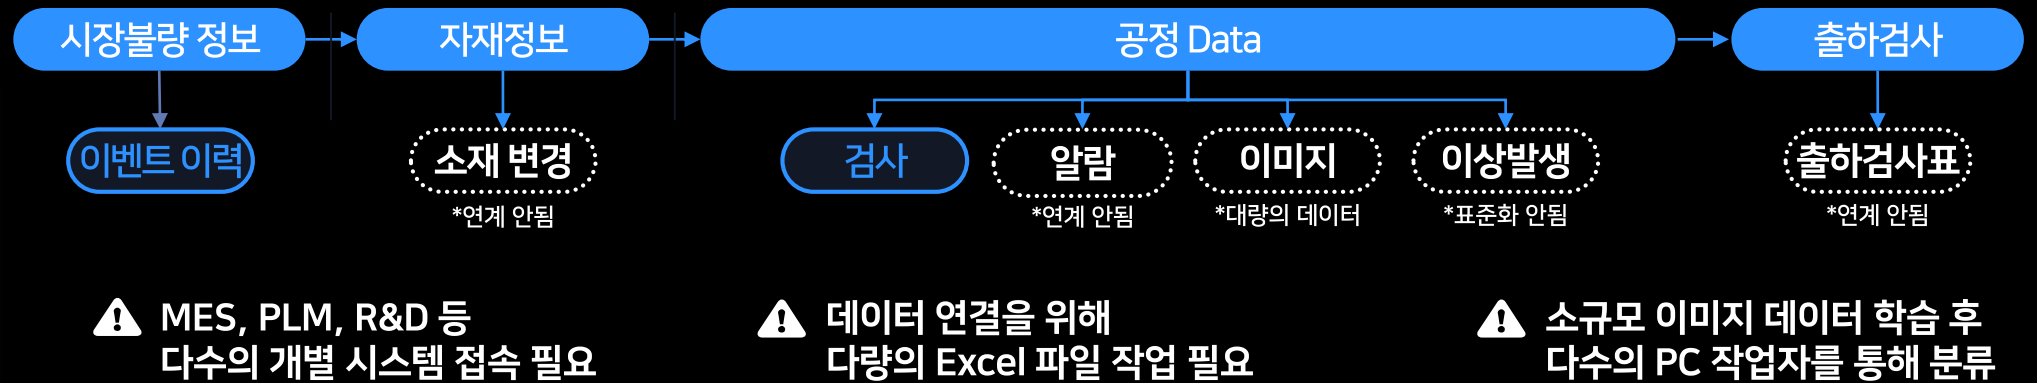 시장불량 정보
자재정보
공정 Data
출하검사
이벤트 이력
소재 변경
*연계 안됨
검사
알람
*연계 안됨
이미지
*대량의 데이터
이상발생
*표준화 안됨
출하검사표
*연계 안됨
MES, PLM, R&D 등
다수의 개별 시스템 접속 필요
데이터 연결을 위해
다량의 Excel 파일 작업 필요
소규모 이미지 데이터 학습 후
다수의 PC 작업자를 통해 분류